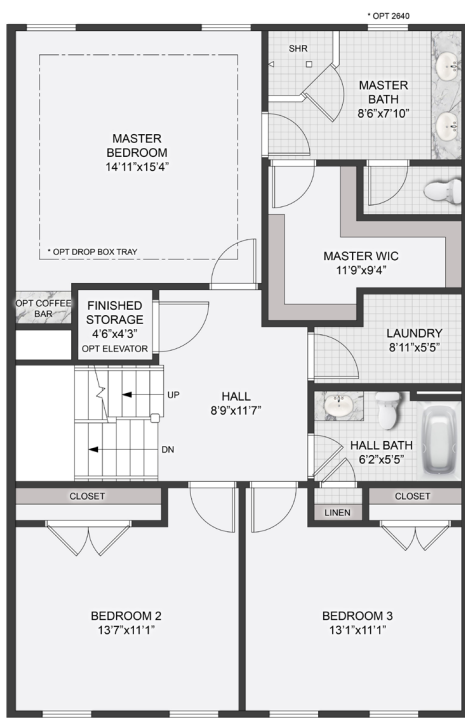 * OPT 2640
SHR
MASTER
BATH
8'6"x7'10"
MASTER
BEDROOM
14'11"x15'4"
* OPT DROP BOX TRAY
MASTER WIC
11'9"x9'4"
OPT COFFEE
BAR
FINISHED
STORAGE
4'6"x4'3"
OPT ELEVATOR
LAUNDRY
8'11"x5'5"
UP
HALL
8'9"x11'7"
DN
HALL BATH
6'2"x5'5"
CLOSET
LINEN
CLOSET
BEDROOM 2
13'7"x11'1"
BEDROOM 3
13'1"x11'1"